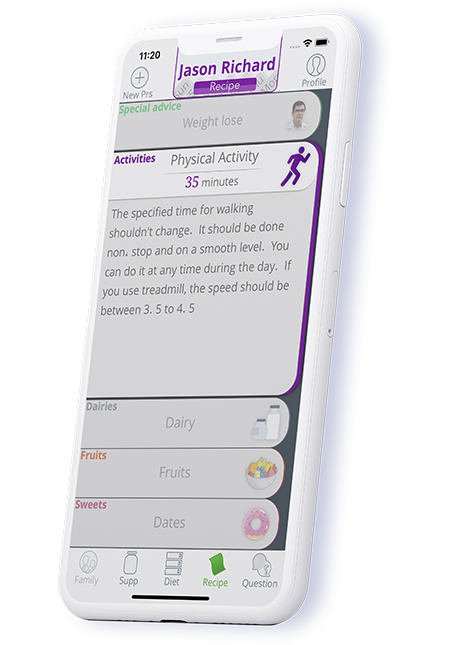 11:20
Jason Richard
Recipe
New Prs
Profile
Special advice
Weight lose
Activities
Physical Activity
35 minutes
The specified time for walking
shouldn't change. It should be done
non. stop and on a smooth level. You
can do it at any time during the day. If
you use treadmill, the speed should be
between 3. 5 to 4. 5
Dairies
Dairy
Fruits
Fruits
Sweets
Dates
Family
Supp
Diet
Recipe
Question